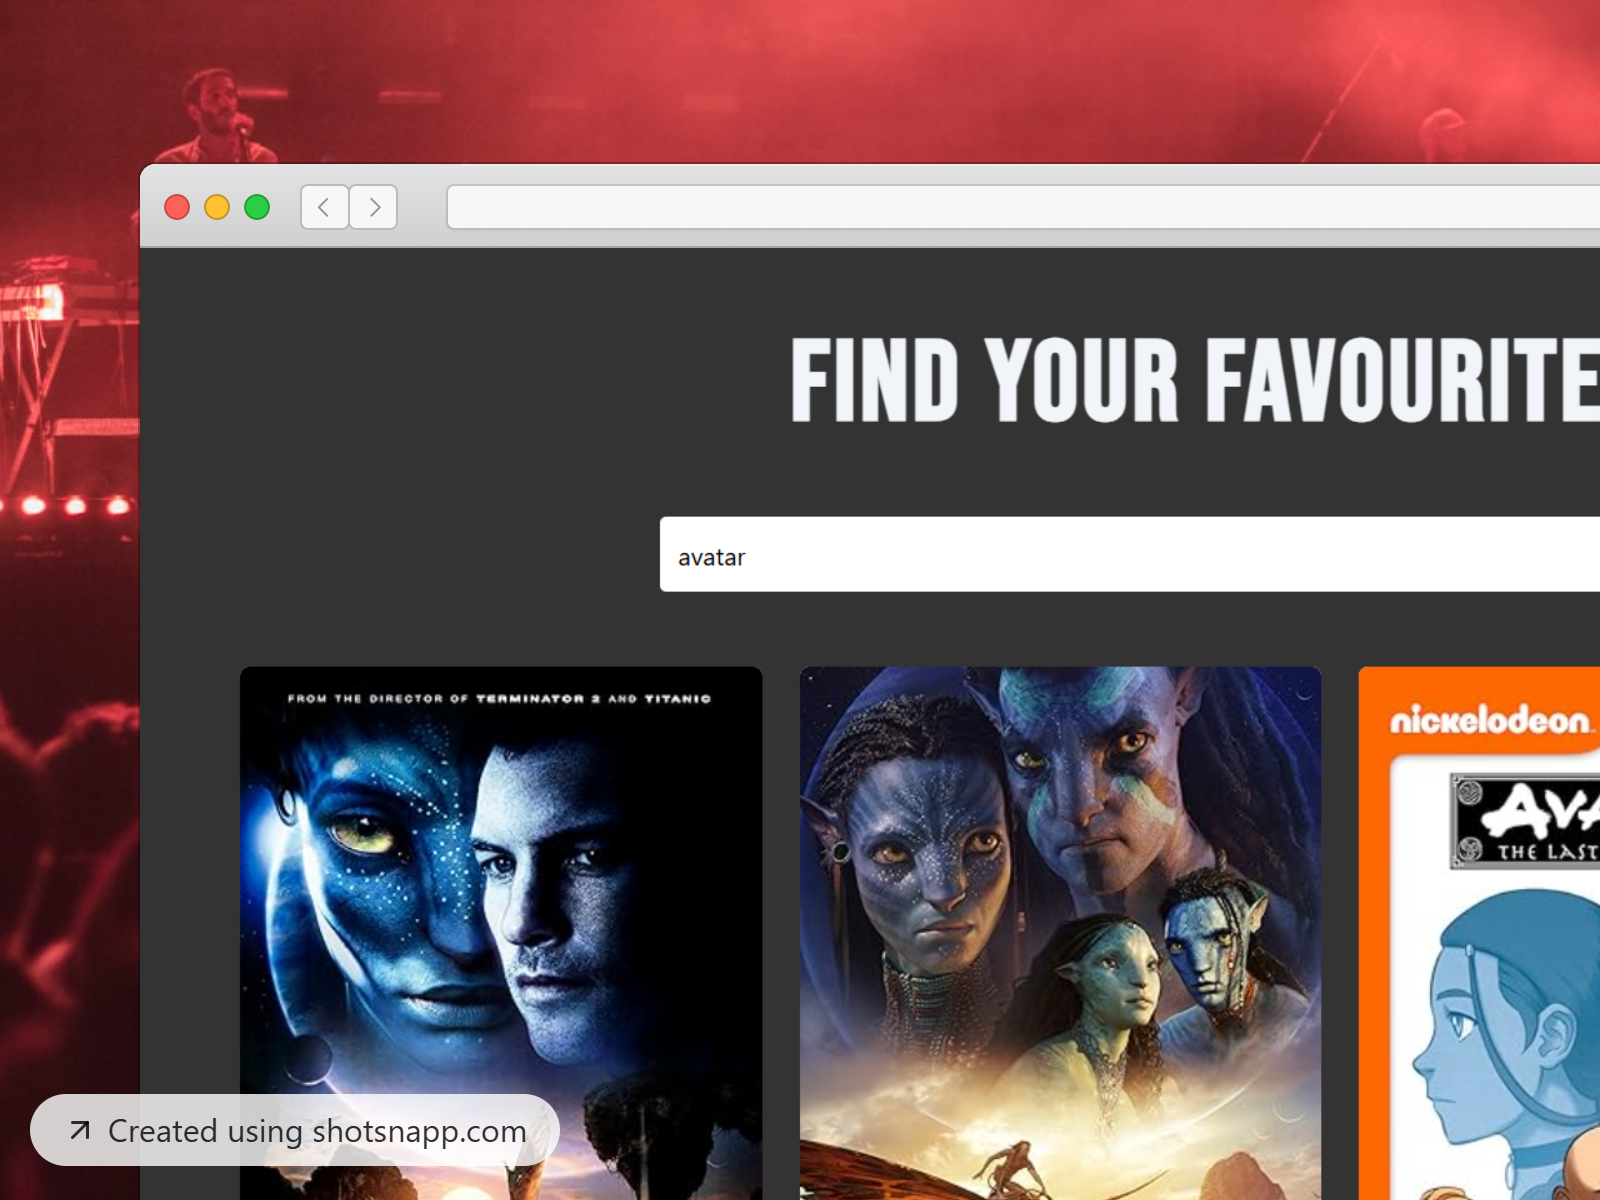 FIND YOUR FAVOURITE
avatar
FROM THE DIRECTOR OF TERMINATOR 2 AND TITANIC
nickelodeon
THE LAST
Created using shotsnapp.com